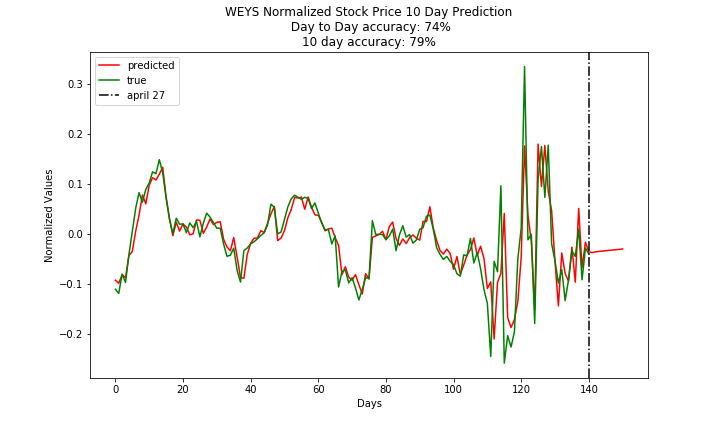 WEYS Normalized Stock Price 10 Day Prediction
Day to Day accuracy: 74%
10 day accuracy: 79%
predicted
true
april 27
Normalized Values
0.3
0.2
0.1
0.0
−0.1
−0.2
0
20
40
60
80
100
120
140
Days